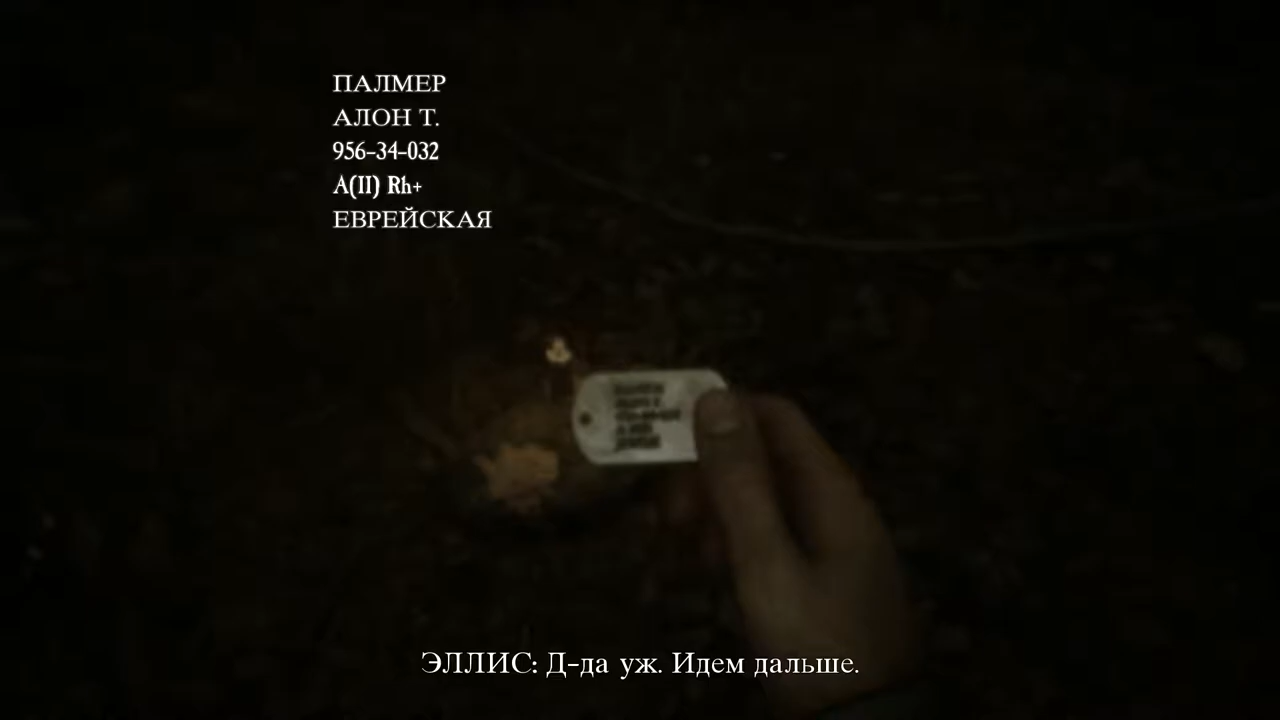 ПАЛМЕР
АЛОН Т.
956-34-032
A(II) Rh+
ЕВРЕЙСКАЯ
ЭЛЛИС: Д-да уж. Идем дальше.